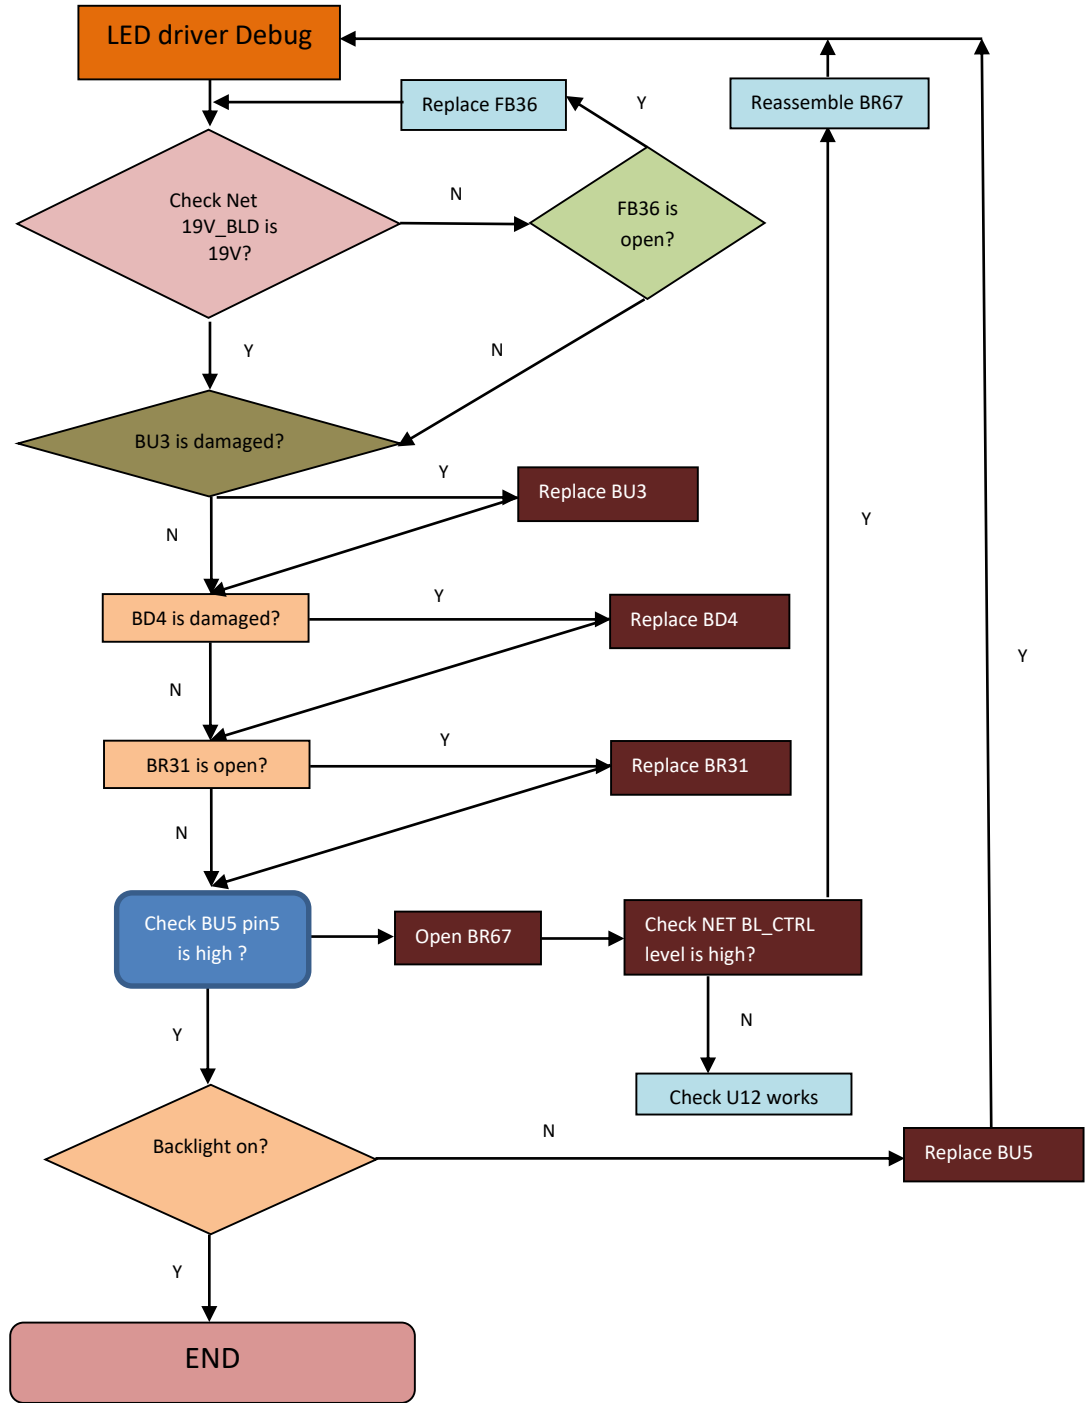 LED driver Debug
Replace FB36
Y
Reassemble BR67
Check Net
19V_BLD is
19V?
N
FB36 is
open?
Y
N
BU3 is damaged?
Y
Replace BU3
N
Y
BD4 is damaged?
Y
Replace BD4
Y
N
BR31 is open?
Y
Replace BR31
N
Check BU5 pin5
is high ?
Open BR67
Check NET BL_CTRL
level is high?
Y
N
Check U12 works
Backlight on?
N
Replace BU5
Y
END